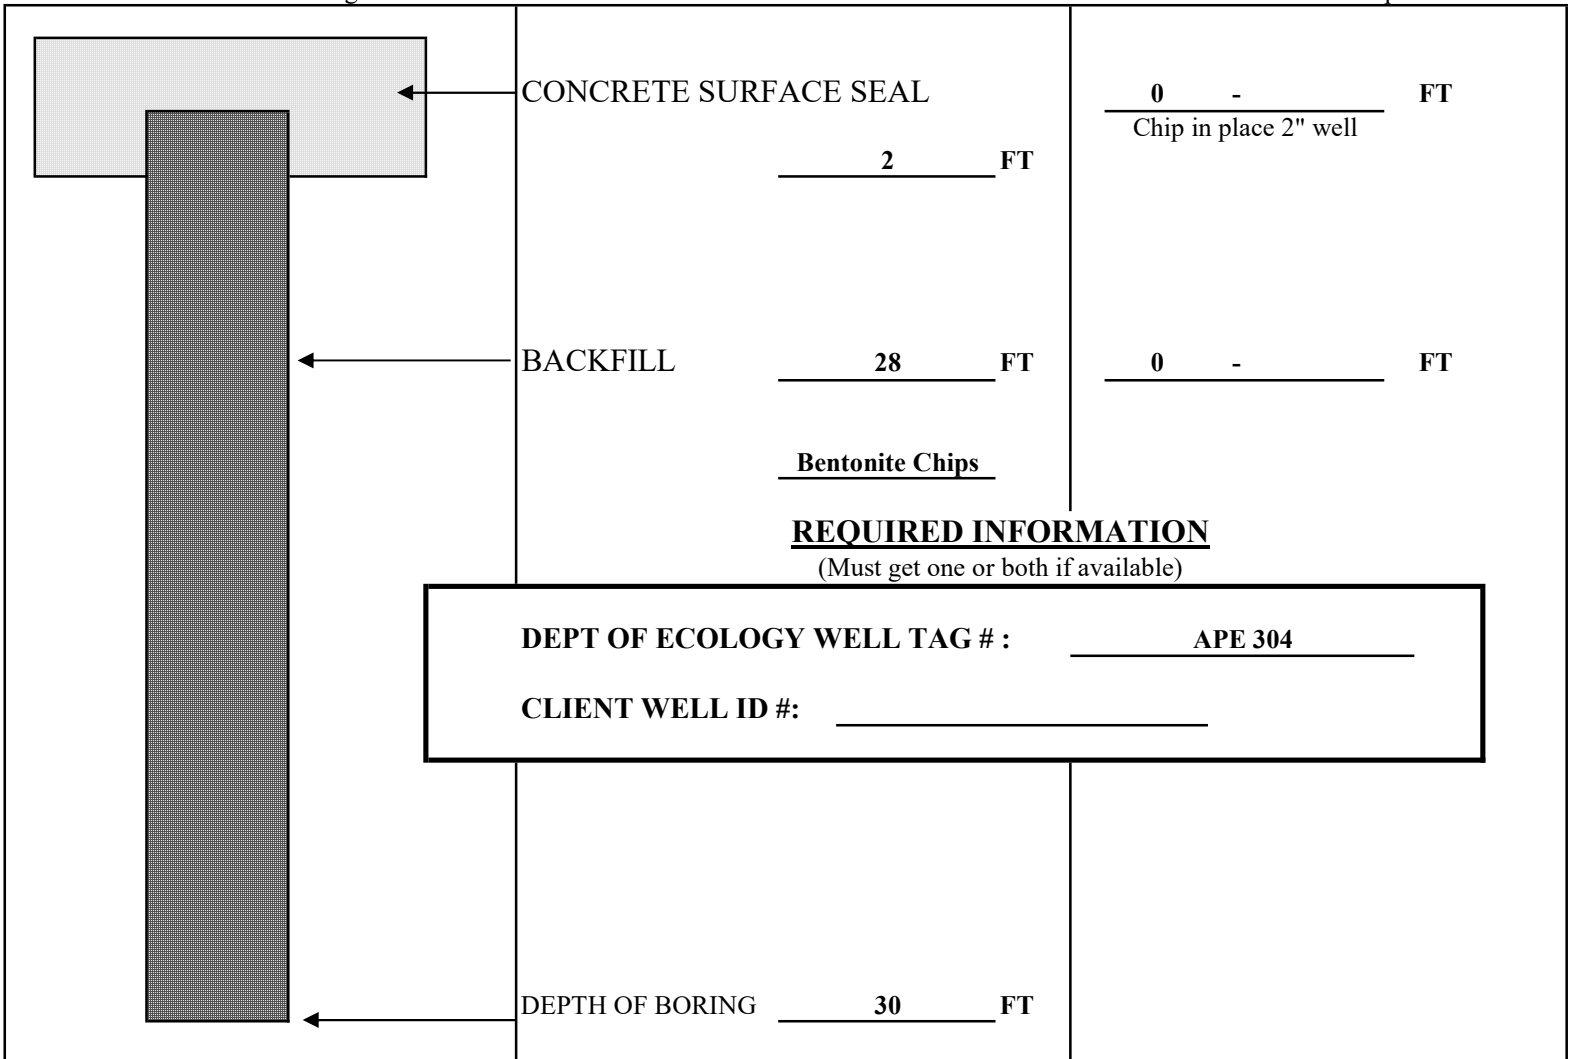 CONCRETE SURFACE SEAL 0 - FT
Chip in place 2" well
2 FT
BACKFILL 28 FT 0 - FT
Bentonite Chips
REQUIRED INFORMATION
(Must get one or both if available)
DEPT OF ECOLOGY WELL TAG # : APE 304
CLIENT WELL ID #:
DEPTH OF BORING 30 FT